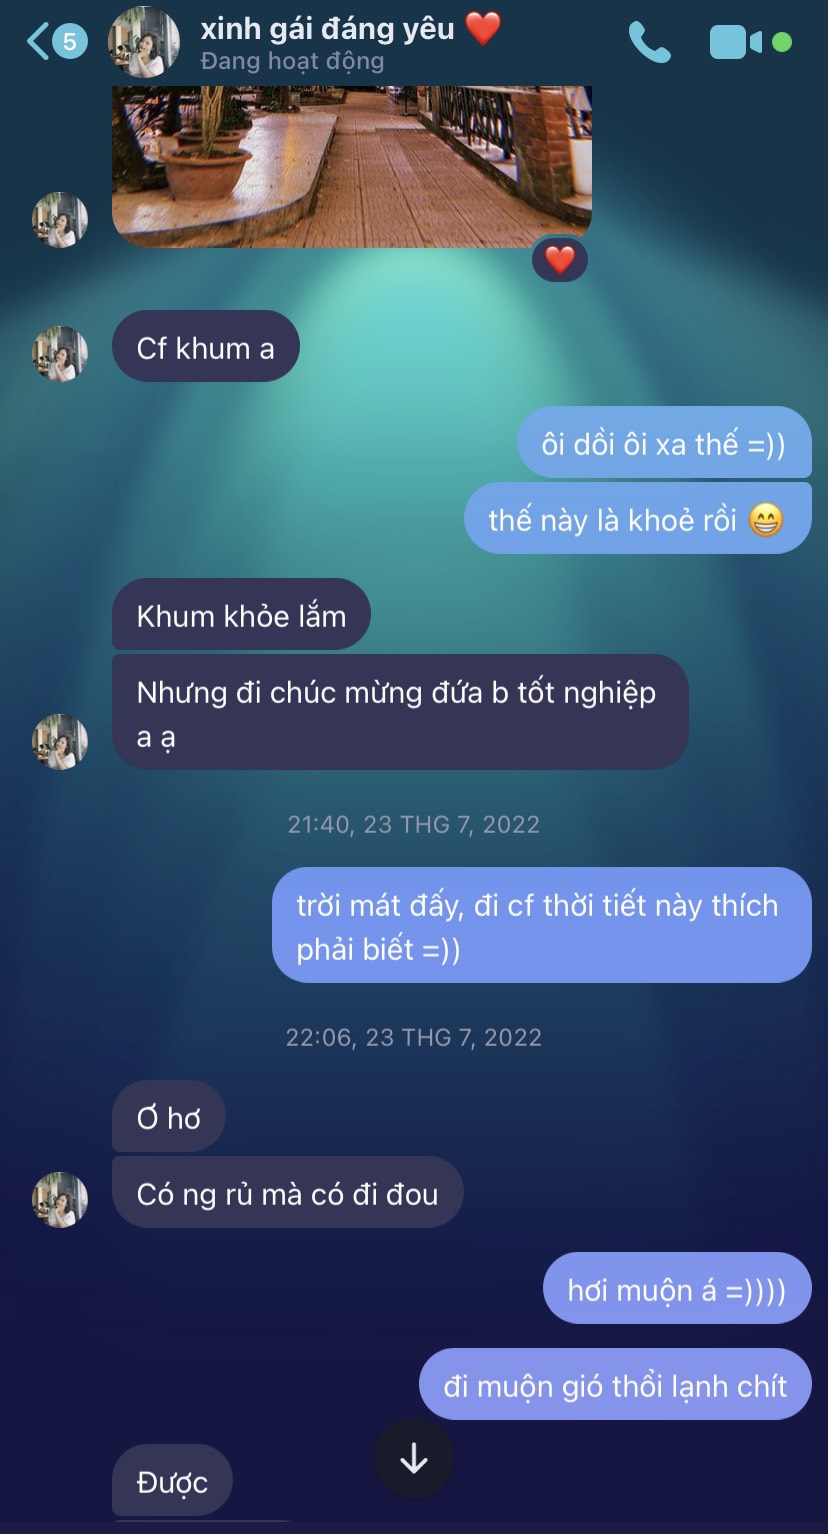 5
xinh gái đáng yêu ❤️
Đang hoạt động
❤️
Cf khum a
ôi dồi ôi xa thế =))
thế này là khoẻ rồi 😁
Khum khỏe lắm
Nhưng đi chúc mừng đứa b tốt nghiệp
a ạ
21:40, 23 THG 7, 2022
trời mát đấy, đi cf thời tiết này thích
phải biết =))
22:06, 23 THG 7, 2022
Ơ hơ
Có ng rủ mà có đi đou
hơi muộn á =))))
đi muộn gió thổi lạnh chít
Được